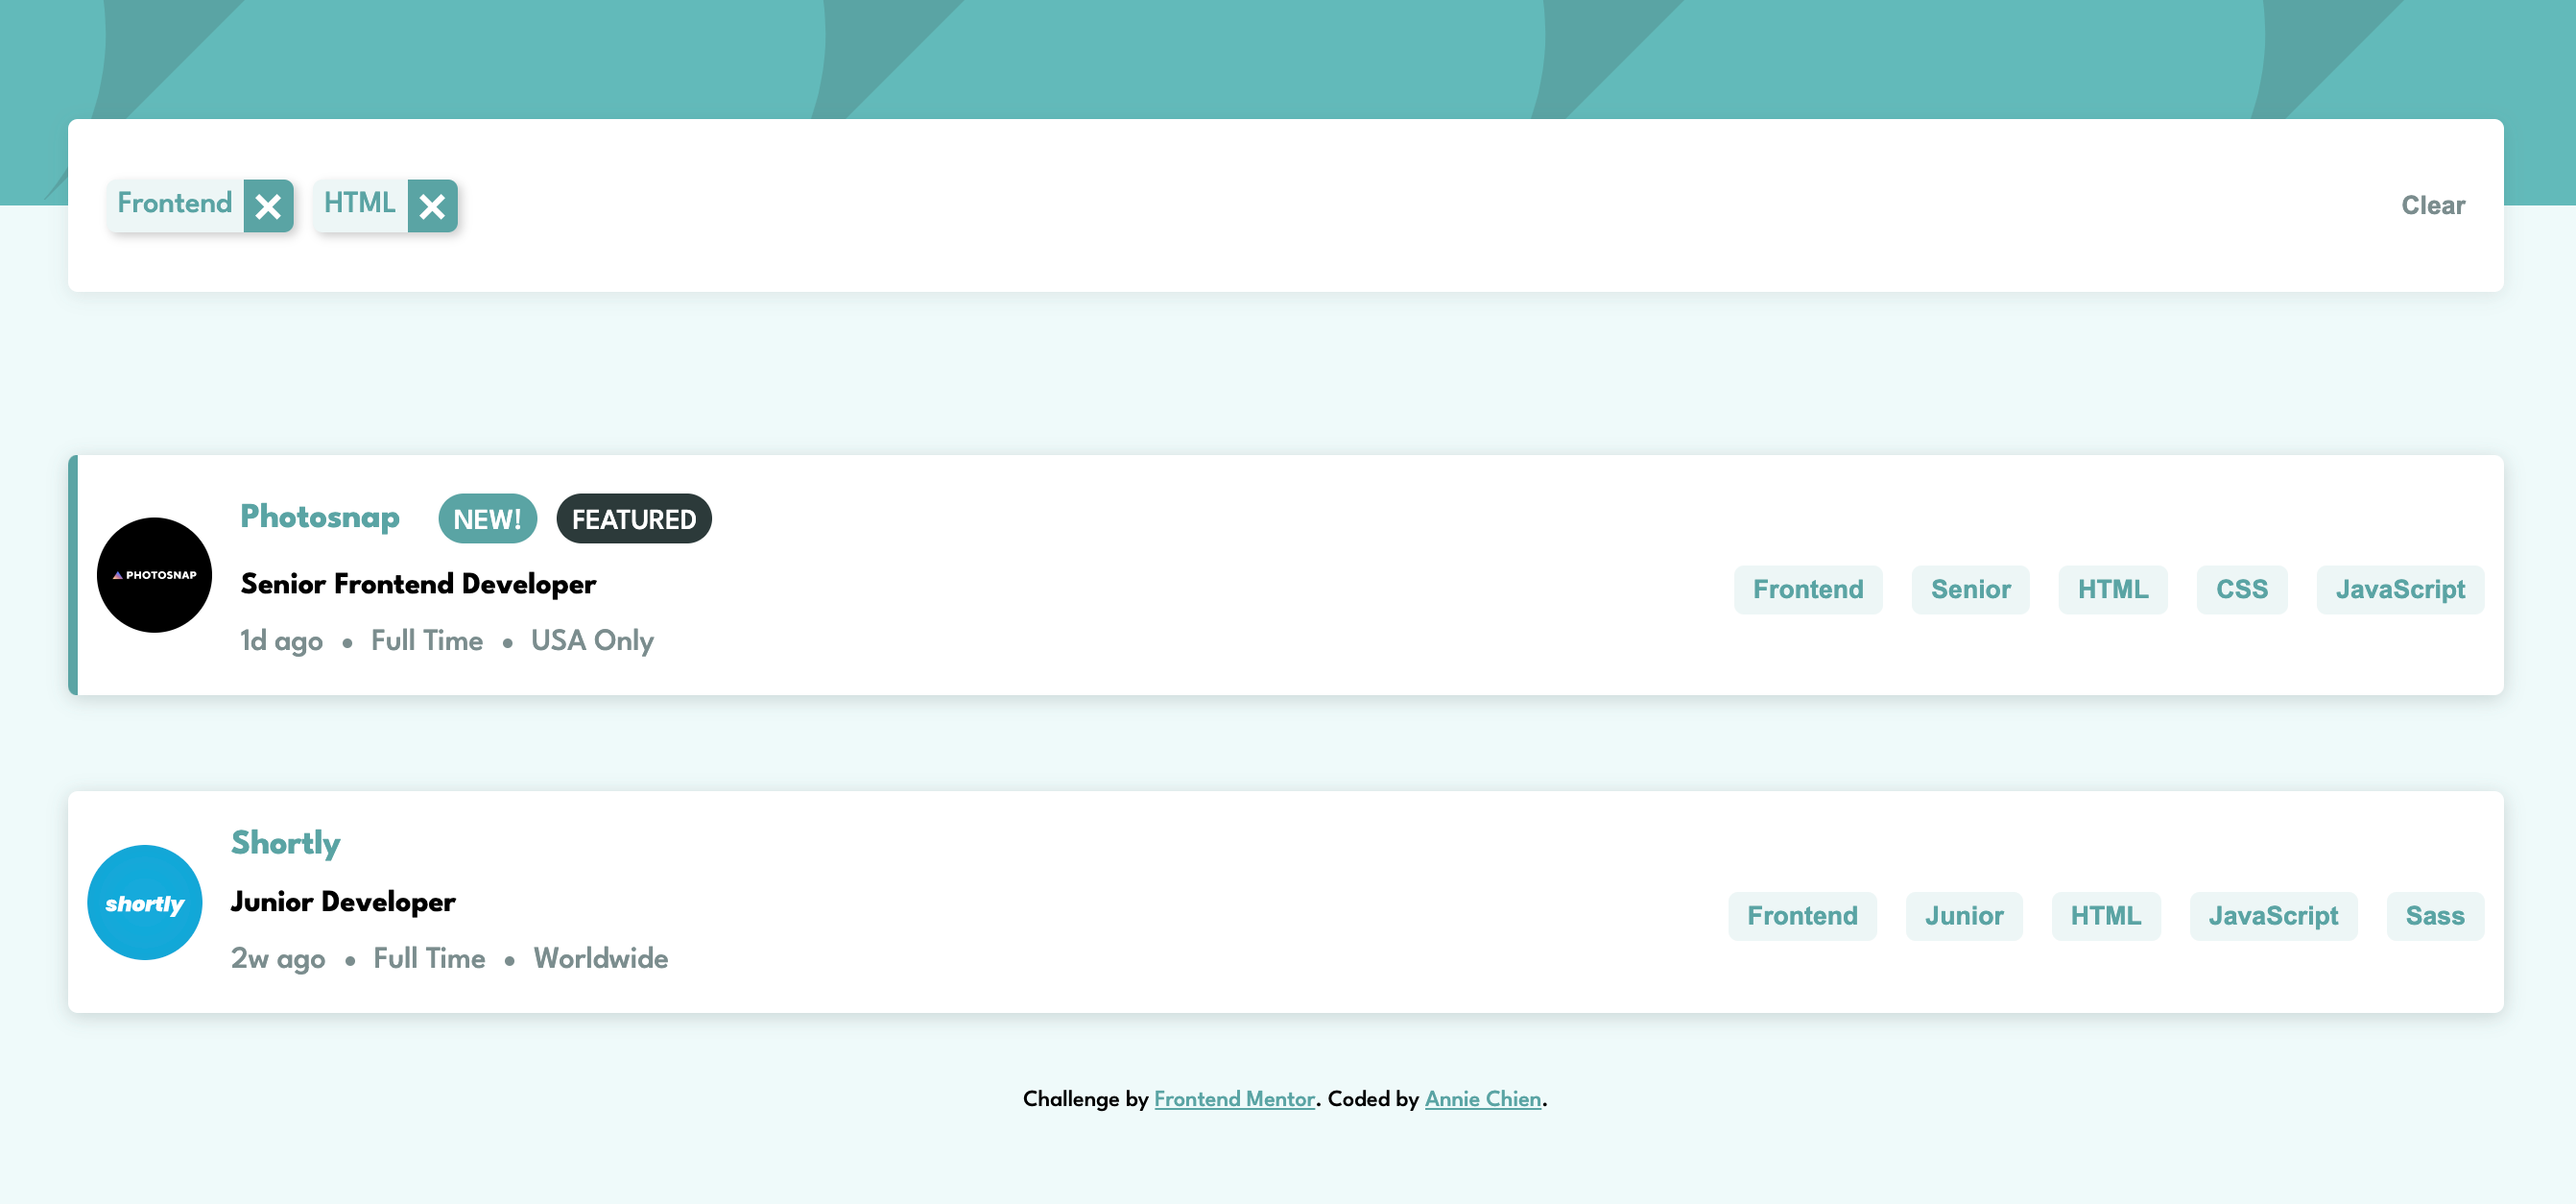 Frontend HTML Clear
Photosnap NEW! FEATURED
PHOTOSNAP
Senior Frontend Developer
Frontend Senior HTML CSS JavaScript
1d ago • Full Time • USA Only
Shortly
shortly
Junior Developer
Frontend Junior HTML JavaScript Sass
2w ago • Full Time • Worldwide
Challenge by Frontend Mentor. Coded by Annie Chien.